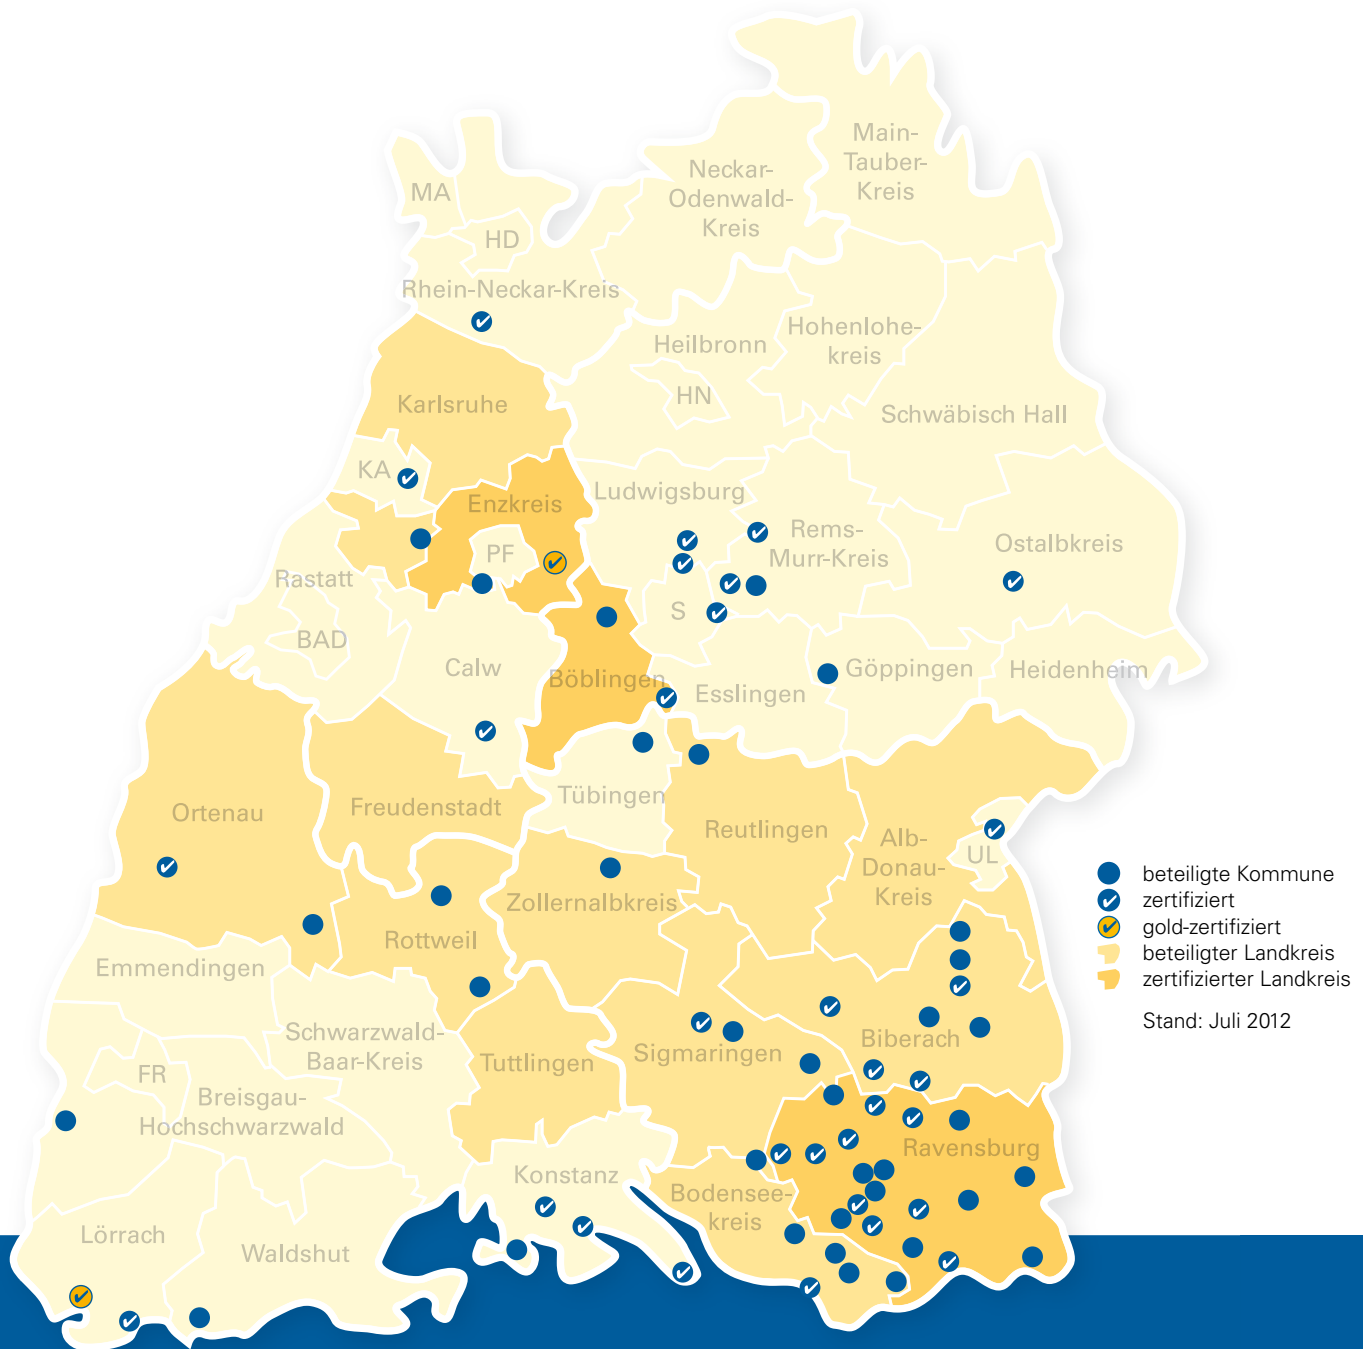 Main-
Tauber-
Kreis
Neckar-
Odenwald-
Kreis
MA
HD
Rhein-Neckar-Kreis
Hohenlohe-
kreis
Heilbronn
HN
Karlsruhe
Schwäbisch Hall
KA
Ludwigsburg
Enzkreis
Rems-
Murr-Kreis
Ostalbkreis
PF
Rastatt
S
BAD
Calw
Böblingen
Esslingen
Göppingen
Heidenheim
Tübingen
Ortenau
Freudenstadt
Reutlingen
Alb-
Donau-
Kreis
UL
Zollernalbkreis
Rottweil
Emmendingen
Schwarzwald-
Baar-Kreis
Tuttlingen
Sigmaringen
Biberach
FR
Breisgau-
Hochschwarzwald
Ravensburg
Konstanz
Bodensee-
kreis
Lörrach
Waldshut
beteiligte Kommune
zertifiziert
gold-zertifiziert
beteiligter Landkreis
zertifizierter Landkreis
Stand: Juli 2012